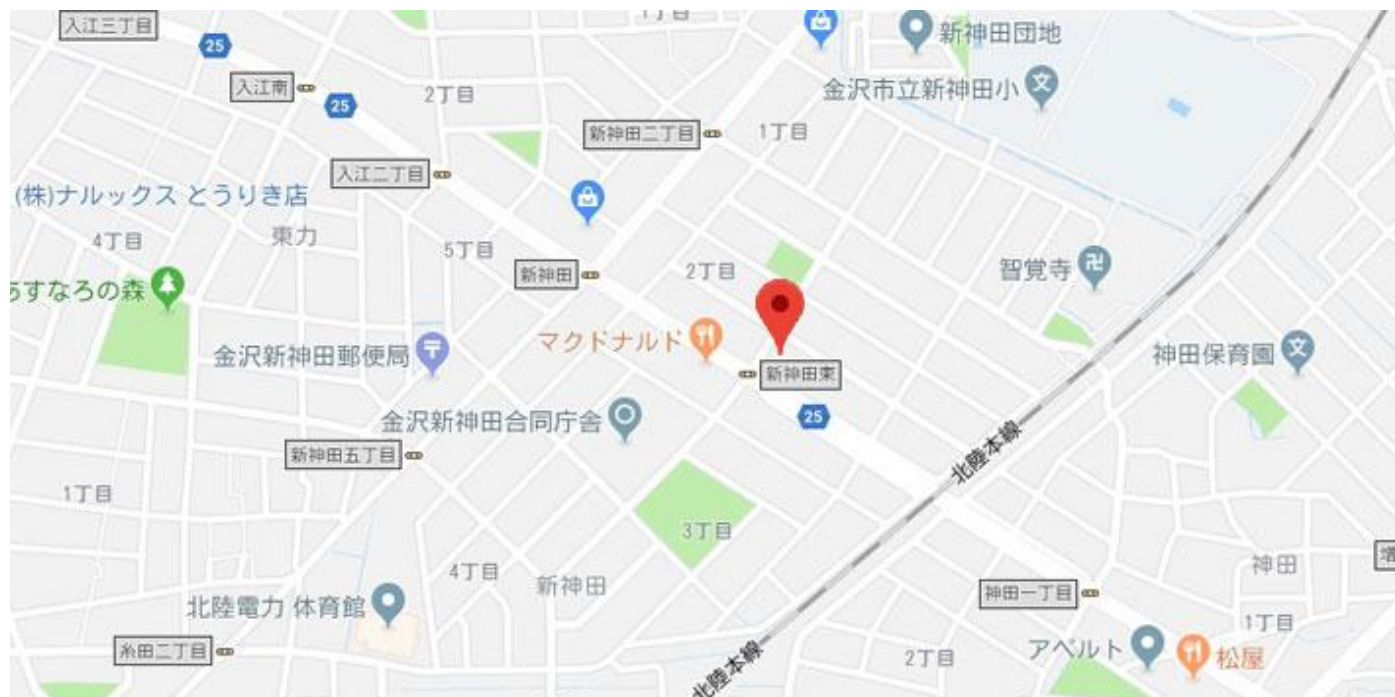 入江三丁目
1丁目
25
新神田団地
入江南
25
2丁目
金沢市立新神田小
新神田二丁目
1丁目
入江二丁目
(株)ナルックス とうりき店
4丁目
東力
5丁目
新神田
2丁目
智覚寺
卍
あすなろの森
金沢新神田郵便局
〒
マクドナルド
新神田東
神田保育園
文
文
金沢新神田合同庁舎
25
新神田五丁目
北陸本線
1丁目
3丁目
4丁目
新神田
神田
北陸電力 体育館
神田一丁目
1丁目
糸田二丁目
北陸本線
2丁目
アペルト
松屋